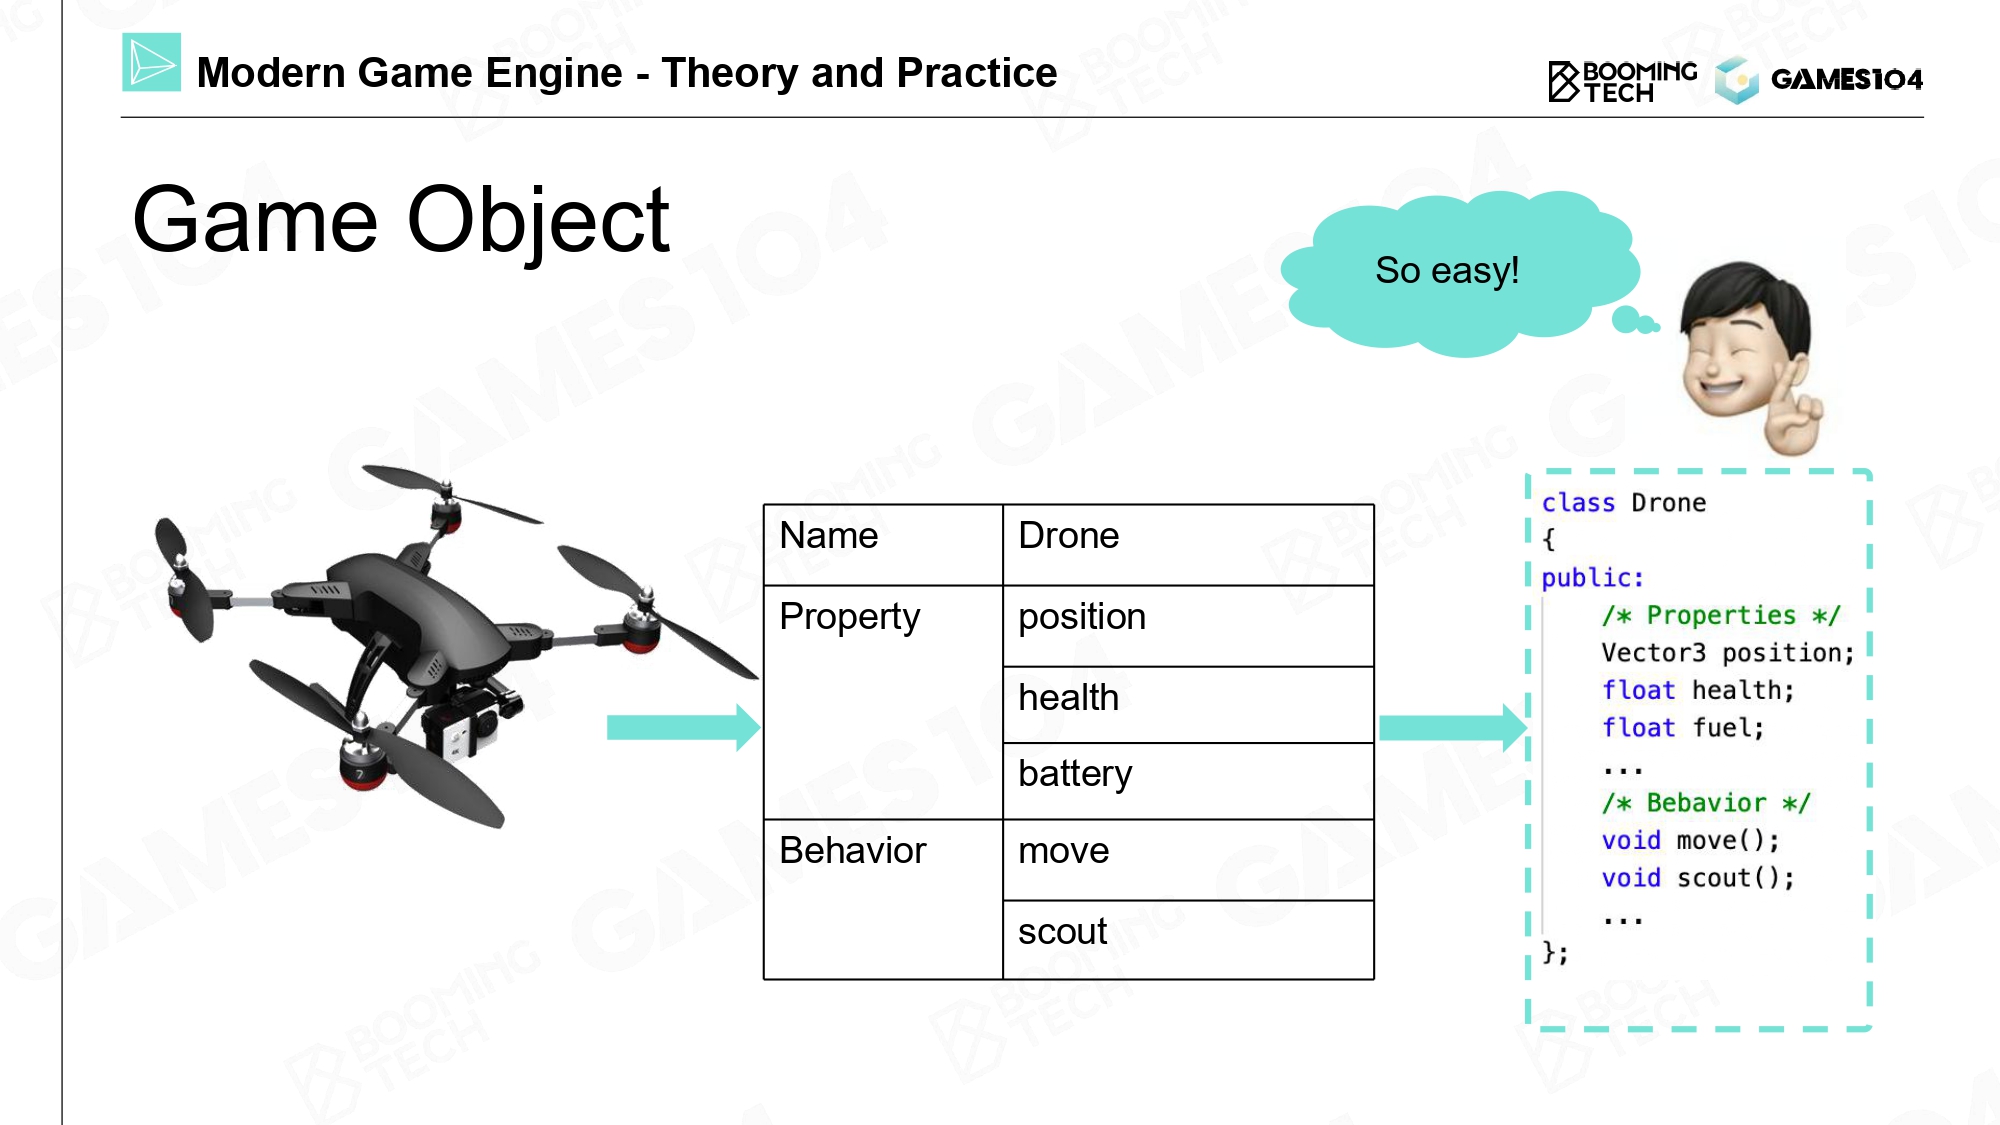 Modern Game Engine - Theory and Practice
BOOMING
TECH
GAMES104
Game Object
So easy!
Name Drone
Property position
health
battery
Behavior move
scout
class Drone
{
public:
/* Properties */
Vector3 position;
float health;
float fuel;
...
/* Bebavior */
void move();
void scout();
...
};